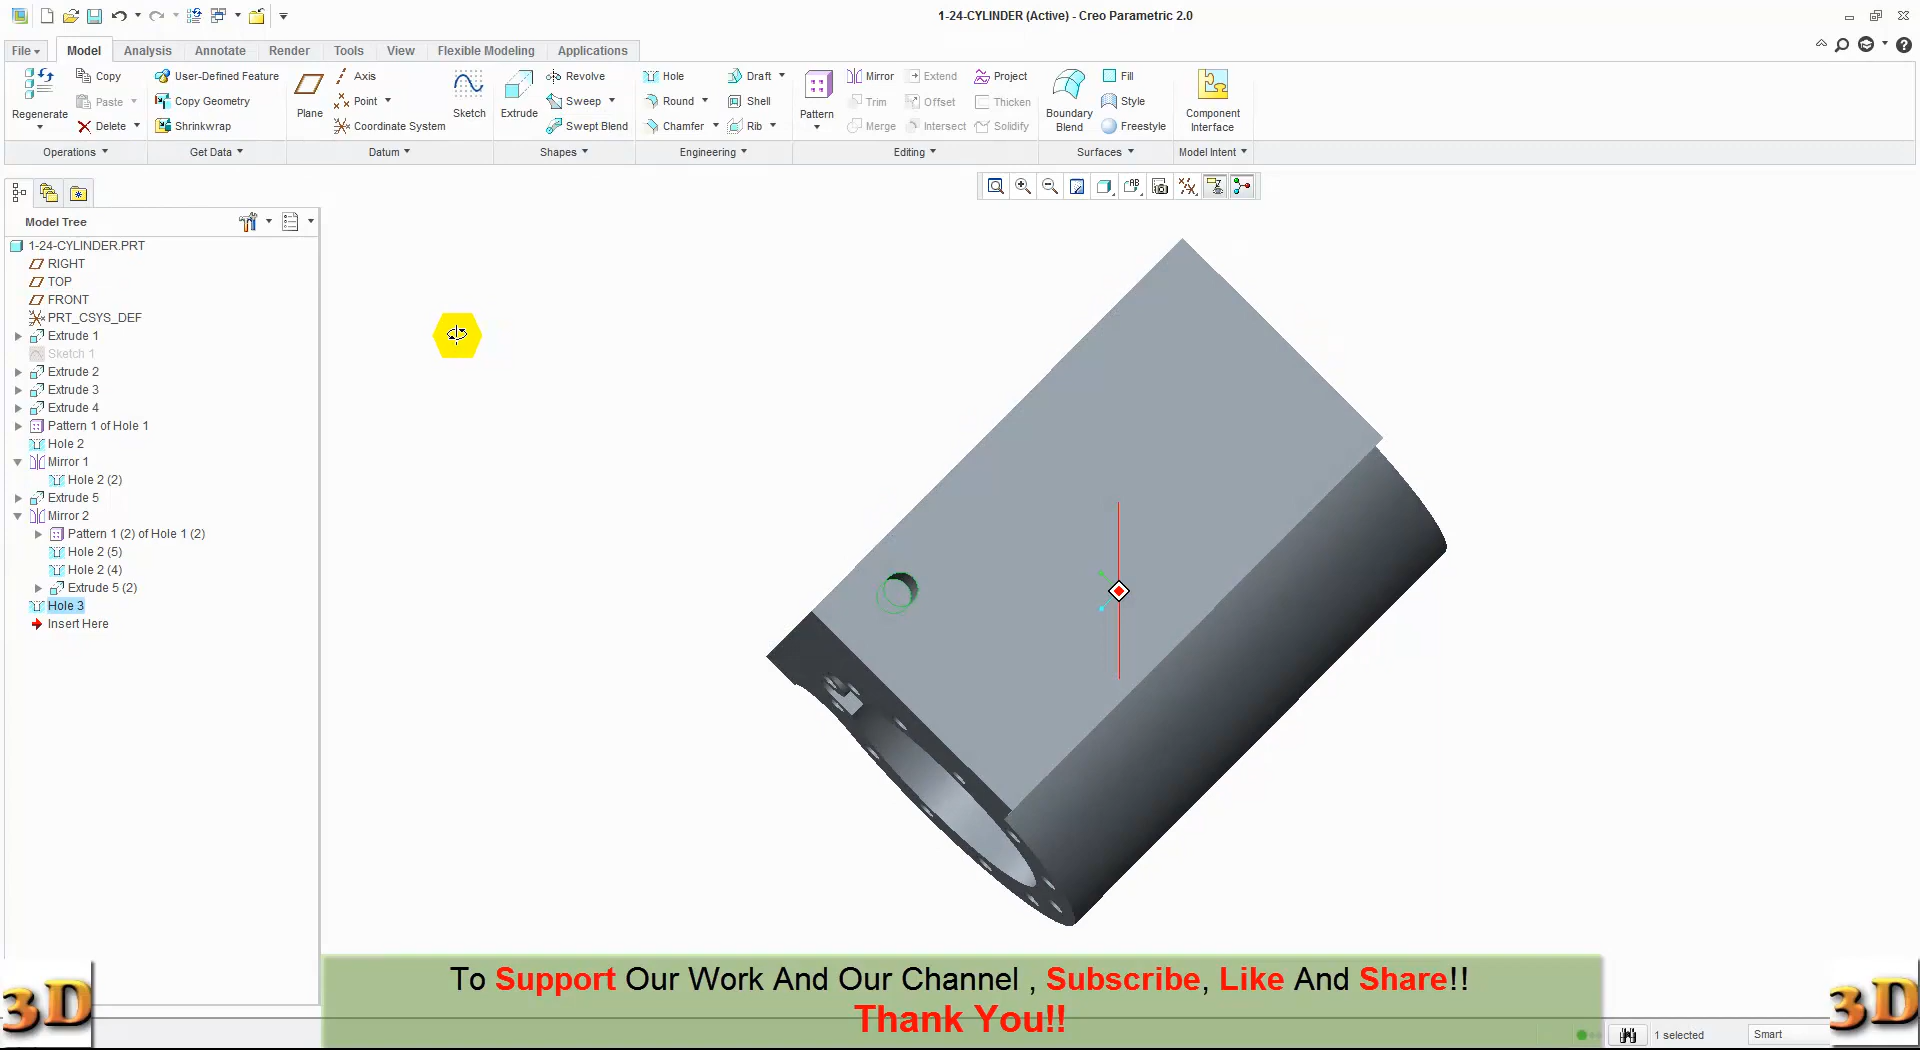 1-24-CYLINDER (Active) - Creo Parametric 2.0
File Model Analysis Annotate Render Tools View Flexible Modeling Applications
Regenerate
Copy
Paste
Delete
Operations
User-Defined Feature
Copy Geometry
Shrinkwrap
Get Data
Plane
Axis
Point
Coordinate System
Sketch
Datum
Extrude
Revolve
Sweep
Swept Blend
Shapes
Hole
Round
Chamfer
Draft
Shell
Rib
Engineering
Pattern
Mirror
Trim
Merge
Extend
Offset
Intersect
Project
Thicken
Solidify
Editing
Boundary
Blend
Fill
Style
Freestyle
Surfaces
Component
Interface
Model Intent
Model Tree
1-24-CYLINDER.PRT
RIGHT
TOP
FRONT
PRT_CSYS_DEF
Extrude 1
Sketch 1
Extrude 2
Extrude 3
Extrude 4
Pattern 1 of Hole 1
Hole 2
Mirror 1
Hole 2 (2)
Extrude 5
Mirror 2
Pattern 1 (2) of Hole 1 (2)
Hole 2 (5)
Hole 2 (4)
Extrude 5 (2)
Hole 3
Insert Here
3D
To Support Our Work And Our Channel , Subscribe, Like And Share!!
Thank You!!
3D
1 selected
Smart